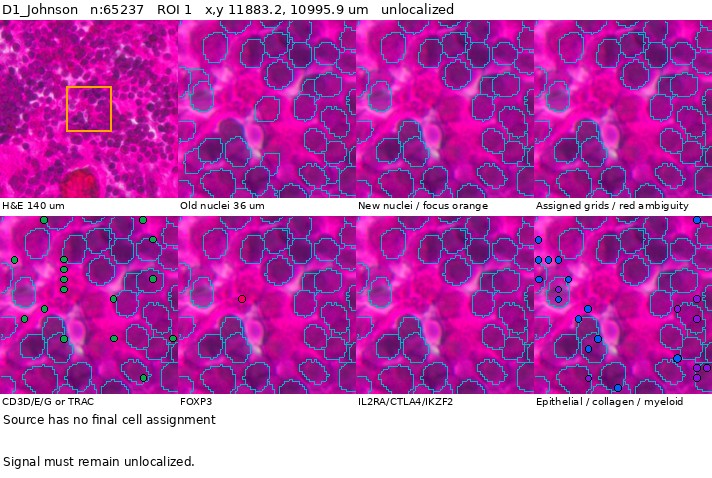 D1_Johnson n:65237 ROI 1 x,y 11883.2, 10995.9 um unlocalized
H&E 140 um
Old nuclei 36 um
New nuclei / focus orange
Assigned grids / red ambiguity
CD3D/E/G or TRAC
FOXP3
IL2RA/CTLA4/IKZF2
Epithelial / collagen / myeloid
Source has no final cell assignment
Signal must remain unlocalized.